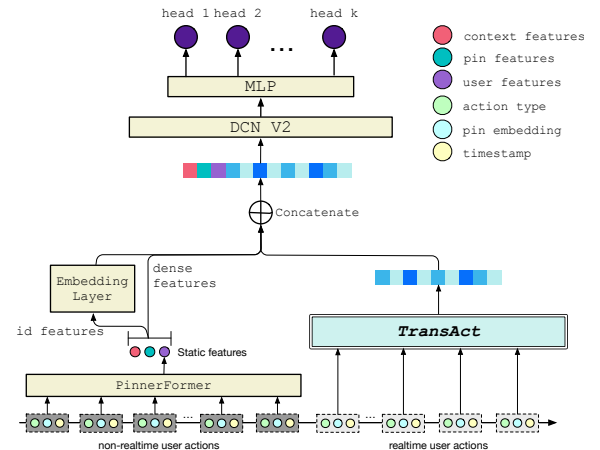 head 1 head 2 head k
...
context features
pin features
user features
action type
pin embedding
timestamp
MLP
DCN V2
Concatenate
dense
features
Embedding
Layer
id features
Static features
TransAct
PinnerFormer
... ...
non-realtime user actions
realtime user actions